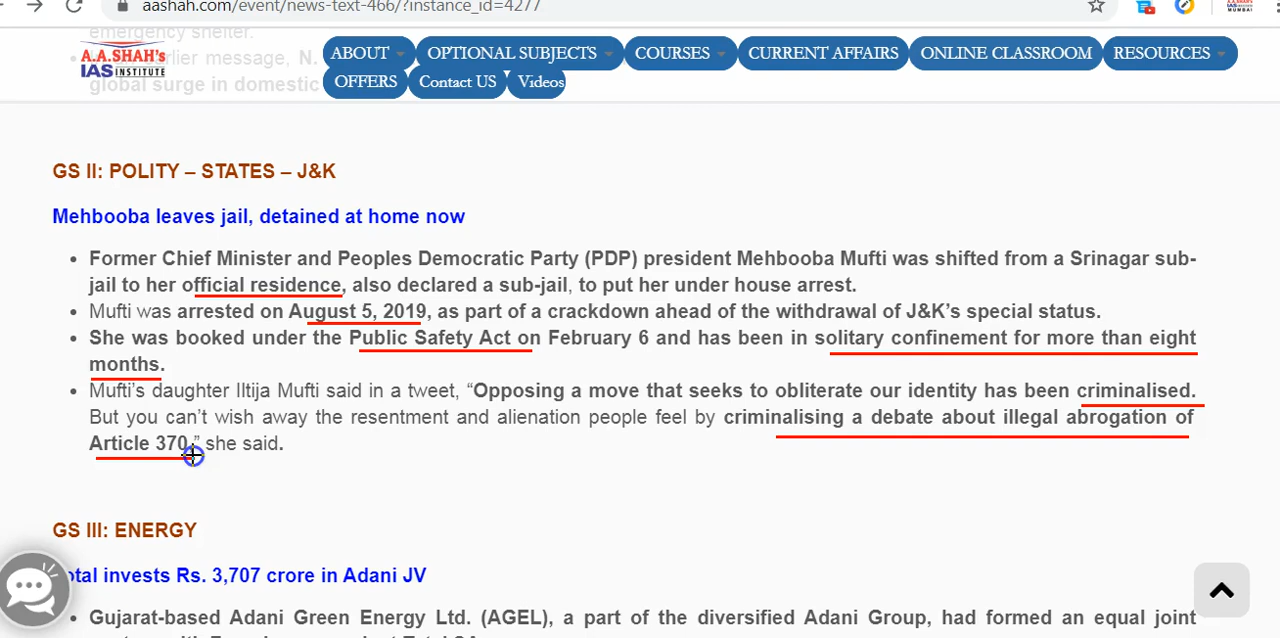 aashah.com/event/news-text-466/?instance_id=4277
emergency shelter.
A.A.SHAH'S
IAS INSTITUTE
rlier message, N.
global surge in domestic
ABOUT
OPTIONAL SUBJECTS
COURSES
CURRENT AFFAIRS
ONLINE CLASSROOM
RESOURCES
OFFERS
Contact US
Videos
GS II: POLITY – STATES – J&K
Mehbooba leaves jail, detained at home now
• Former Chief Minister and Peoples Democratic Party (PDP) president Mehbooba Mufti was shifted from a Srinagar sub-
jail to her official residence, also declared a sub-jail, to put her under house arrest.
• Mufti was arrested on August 5, 2019, as part of a crackdown ahead of the withdrawal of J&K's special status.
• She was booked under the Public Safety Act on February 6 and has been in solitary confinement for more than eight
months.
• Mufti's daughter Iltija Mufti said in a tweet, “Opposing a move that seeks to obliterate our identity has been criminalised.
But you can't wish away the resentment and alienation people feel by criminalising a debate about illegal abrogation of
Article 370,” she said.
GS III: ENERGY
otal invests Rs. 3,707 crore in Adani JV
• Gujarat-based Adani Green Energy Ltd. (AGEL), a part of the diversified Adani Group, had formed an equal joint